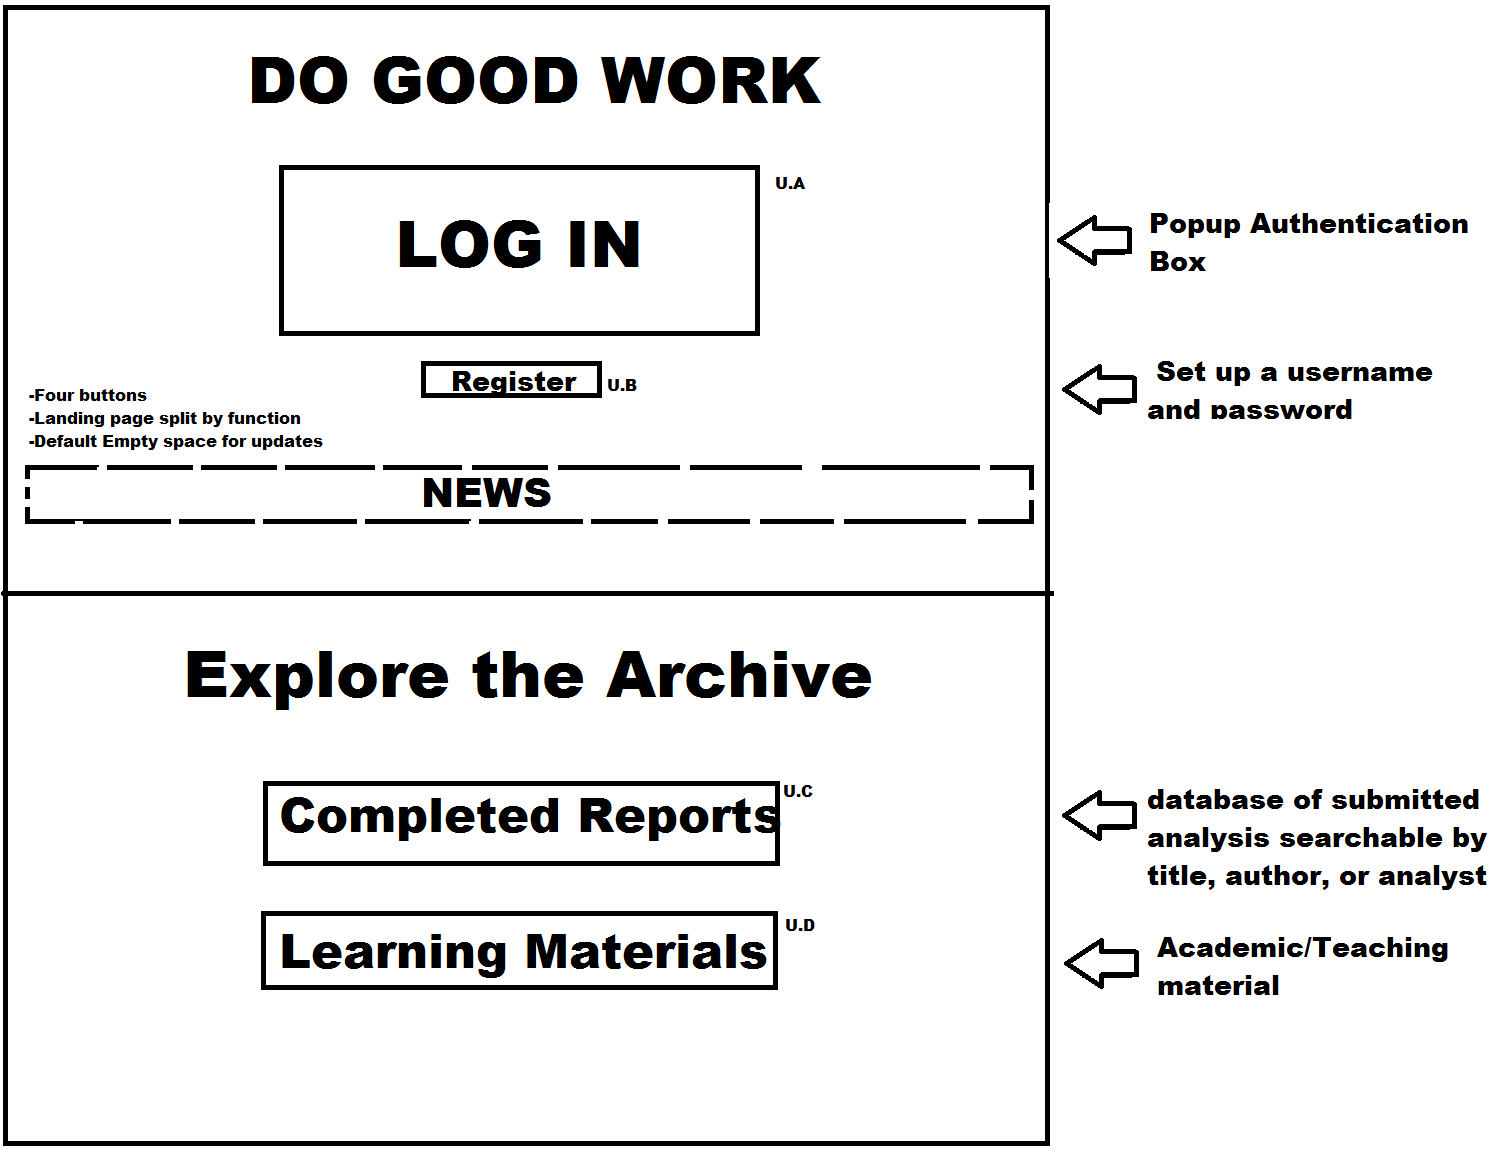 DO GOOD WORK
LOG IN
U.A
Popup Authentication
Box
Register
U.B
Set up a username
and password
-Four buttons
-Landing page split by function
-Default Empty space for updates
NEWS
Explore the Archive
Completed Reports
U.C
database of submitted
analysis searchable by
title, author, or analyst
Learning Materials
U.D
Academic/Teaching
material